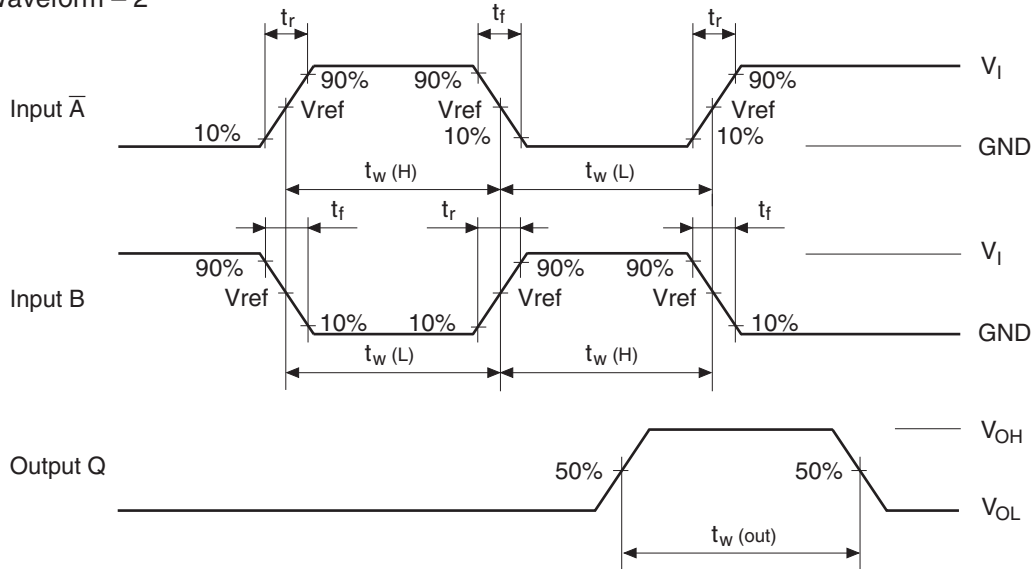 Waveform – 2
tr tf tr
VI
90% 90% 90%
Input A̅ Vref Vref Vref
10% 10% 10%
GND
tw (H) tw (L)
tf tr tf
VI
90% 90% 90%
Input B Vref Vref Vref
10% 10% 10%
GND
tw (L) tw (H)
VOH
Output Q 50% 50%
VOL
tw (out)